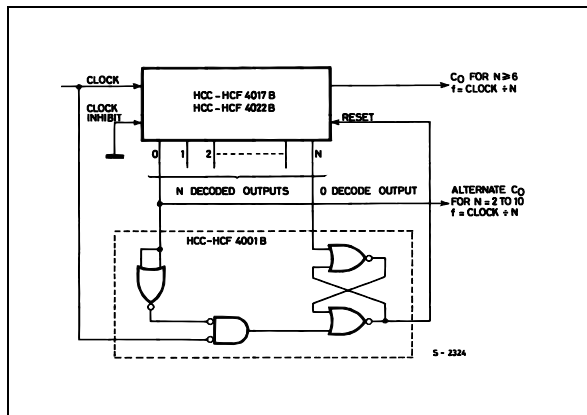 CLOCK
HCC-HCF 4017 B
HCC-HCF 4022 B
C0 FOR N≥6
f = CLOCK ÷ N
CLOCK
INHIBIT
RESET
0 1 2 N
N DECODED OUTPUTS
0 DECODE OUTPUT
ALTERNATE C0
FOR N = 2 TO 10
f = CLOCK ÷ N
HCC-HCF 4001 B
S - 2324